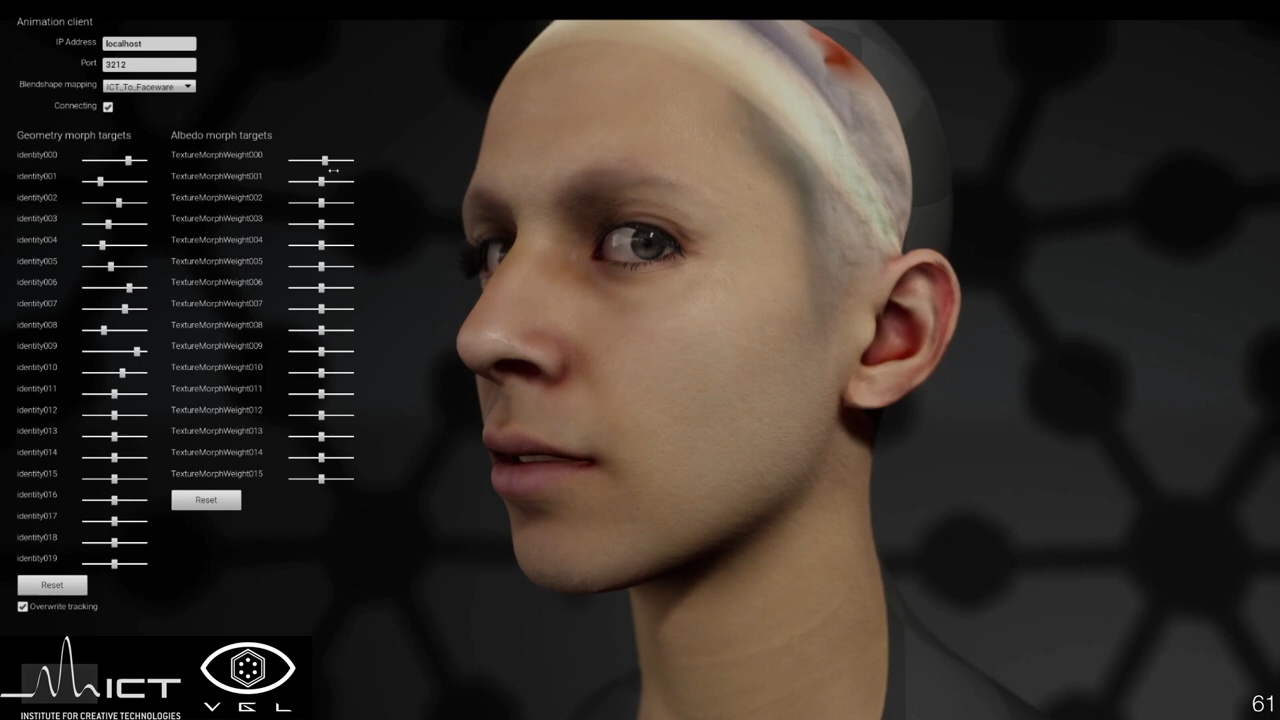 Animation client
IP Address localhost
Port 3212
Blendshape mapping ICT_To_Faceware
Connecting
Geometry morph targets
identity000
identity001
identity002
identity003
identity004
identity005
identity006
identity007
identity008
identity009
identity010
identity011
identity012
identity013
identity014
identity015
identity016
identity017
identity018
identity019
Reset
Overwrite tracking
Albedo morph targets
TextureMorphWeight000
TextureMorphWeight001
TextureMorphWeight002
TextureMorphWeight003
TextureMorphWeight004
TextureMorphWeight005
TextureMorphWeight006
TextureMorphWeight007
TextureMorphWeight008
TextureMorphWeight009
TextureMorphWeight010
TextureMorphWeight011
TextureMorphWeight012
TextureMorphWeight013
TextureMorphWeight014
TextureMorphWeight015
Reset
ICT
INSTITUTE FOR CREATIVE TECHNOLOGIES
VGL
61